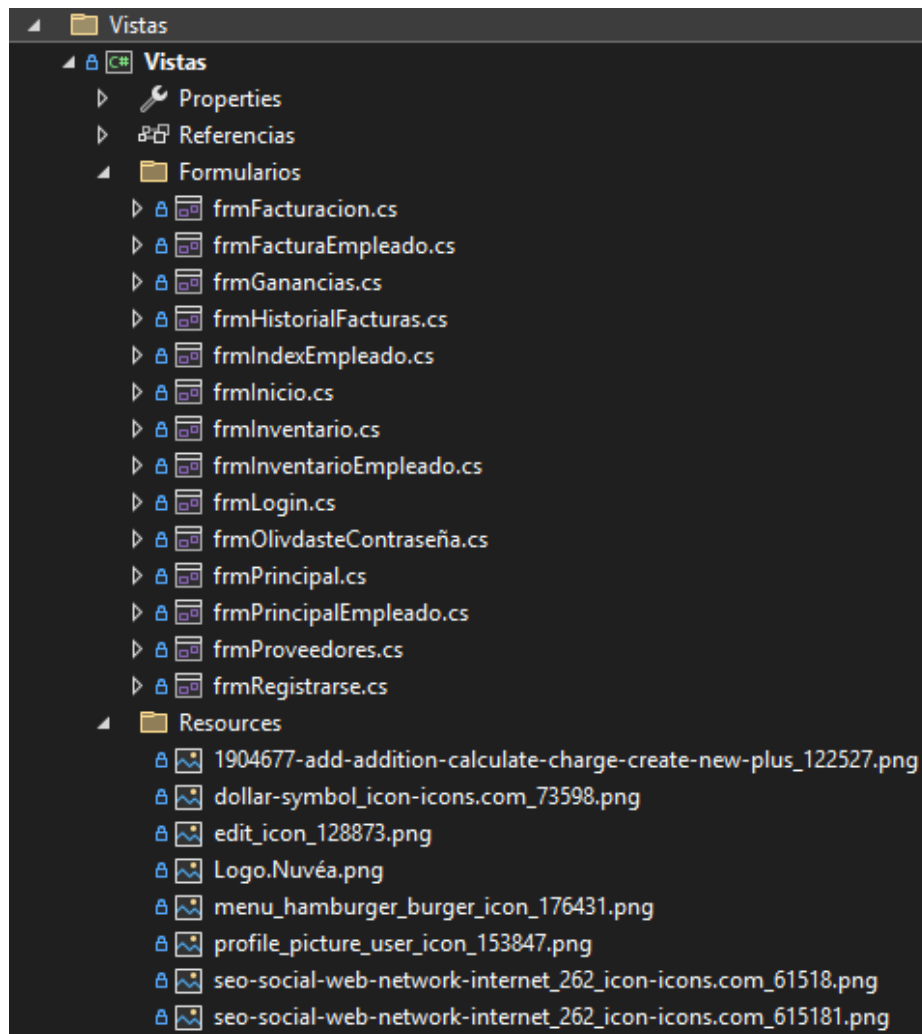 Vistas
C# Vistas
Properties
Referencias
Formularios
frmFacturacion.cs
frmFacturaEmpleado.cs
frmGanancias.cs
frmHistorialFacturas.cs
frmIndexEmpleado.cs
frmInicio.cs
frmInventario.cs
frmInventarioEmpleado.cs
frmLogin.cs
frmOlivdasteContraseña.cs
frmPrincipal.cs
frmPrincipalEmpleado.cs
frmProveedores.cs
frmRegistrarse.cs
Resources
1904677-add-addition-calculate-charge-create-new-plus_122527.png
dollar-symbol_icon-icons.com_73598.png
edit_icon_128873.png
Logo.Nuvéa.png
menu_hamburger_burger_icon_176431.png
profile_picture_user_icon_153847.png
seo-social-web-network-internet_262_icon-icons.com_61518.png
seo-social-web-network-internet_262_icon-icons.com_615181.png